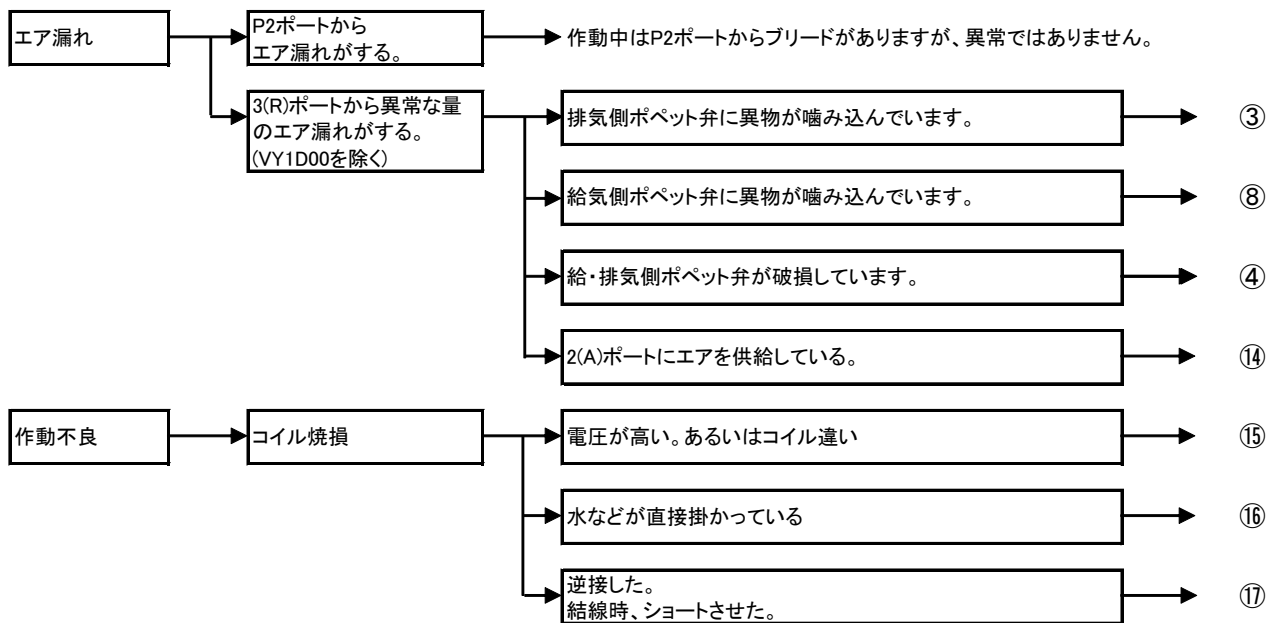 エア漏れ
P2ポートから
エア漏れがする。
作動中はP2ポートからブリードがありますが、異常ではありません。
3(R)ポートから異常な量
のエア漏れがする。
(VY1D00を除く)
排気側ポペット弁に異物が噛み込んでいます。
③
給気側ポペット弁に異物が噛み込んでいます。
⑧
給・排気側ポペット弁が破損しています。
④
2(A)ポートにエアを供給している。
⑭
作動不良
コイル焼損
電圧が高い。あるいはコイル違い
⑮
水などが直接掛かっている
⑯
逆接した。
結線時、ショートさせた。
⑰